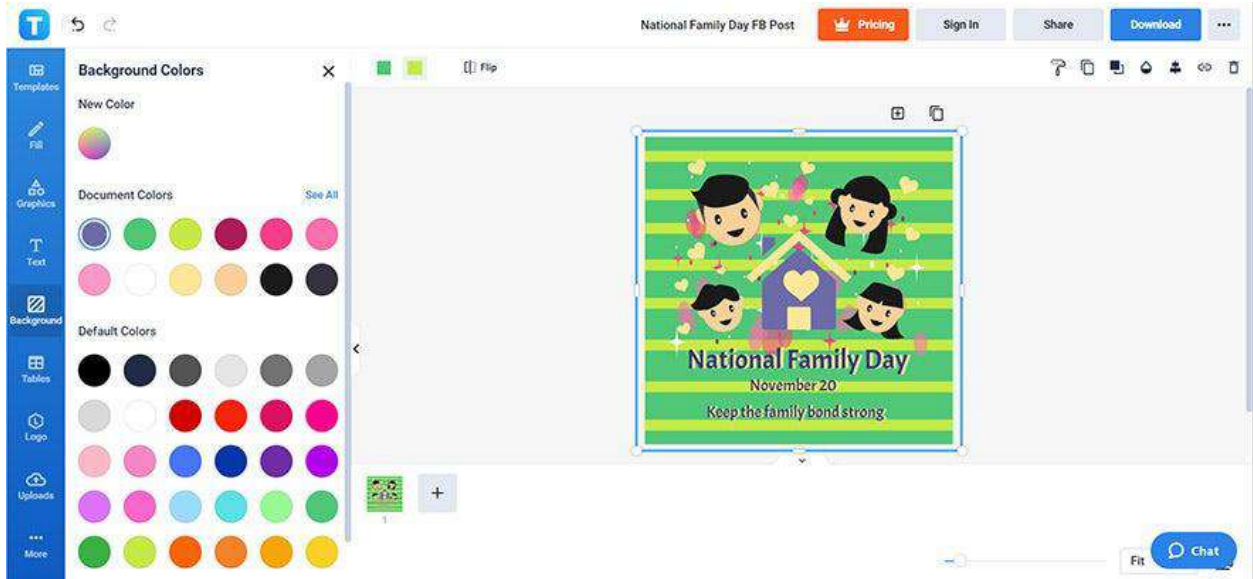 T
National Family Day FB Post
Pricing
Sign In
Share
Download
Templates
Fill
Graphics
T
Text
Background
Tables
Logo
Uploads
More
Background Colors
New Color
Document Colors
See All
Default Colors
Flip
National Family Day
November 20
Keep the family bond strong
1
Fit
Chat